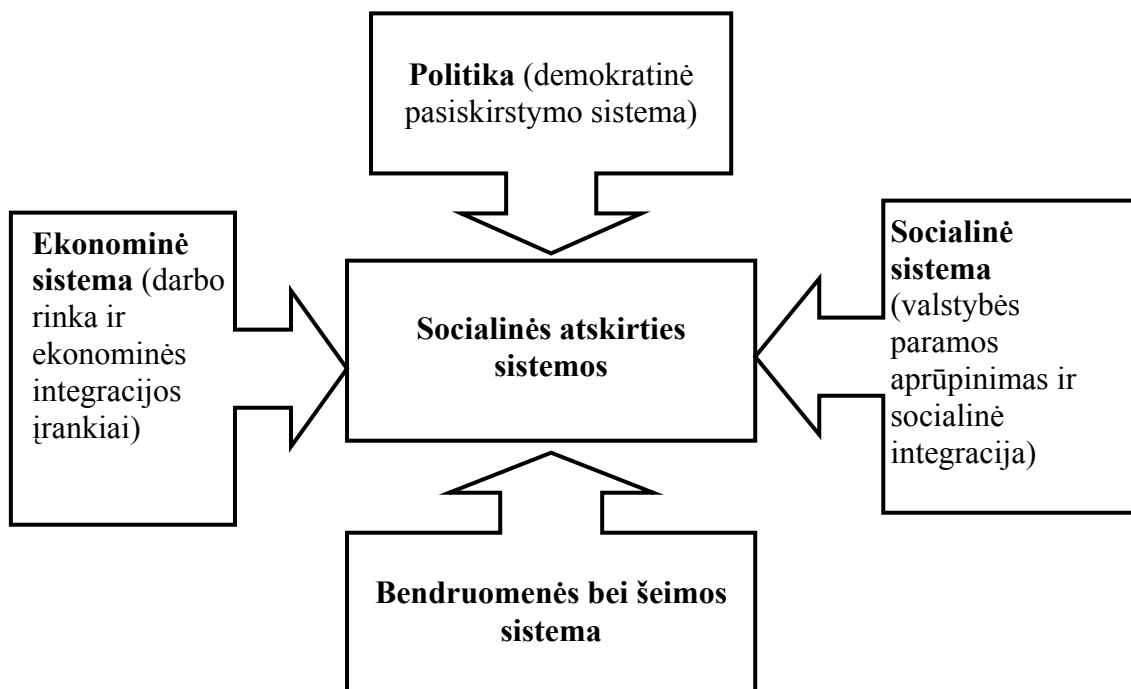 Politika (demokratinė
pasiskirstymo sistema)
Ekonominė
sistema (darbo
rinka ir
ekonominės
integracijos
įrankiai)
Socialinės atskirties
sistemos
Socialinė
sistema
(valstybės
paramos
aprūpinimas ir
socialinė
integracija)
Bendruomenės bei šeimos
sistema